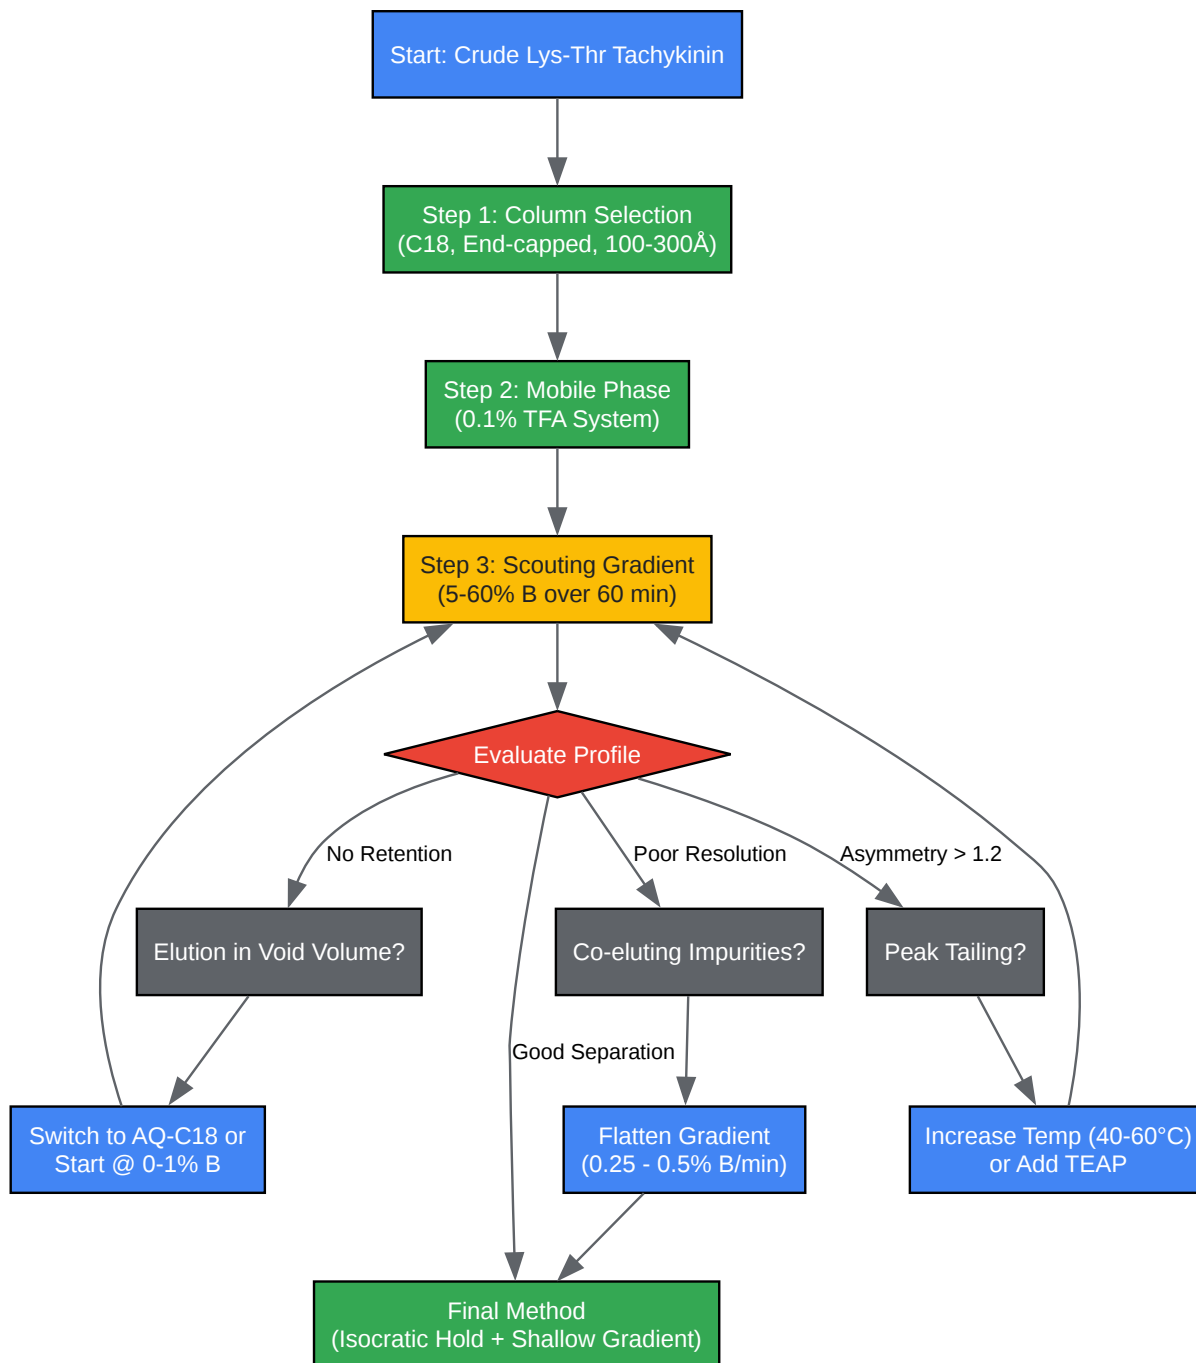 Start: Crude Lys-Thr Tachykinin
Step 1: Column Selection
(C18, End-capped, 100-300Å)
Step 2: Mobile Phase
(0.1% TFA System)
Step 3: Scouting Gradient
(5-60% B over 60 min)
Evaluate Profile
No Retention
Poor Resolution
Asymmetry > 1.2
Elution in Void Volume?
Co-eluting Impurities?
Peak Tailing?
Good Separation
Switch to AQ-C18 or
Start @ 0-1% B
Flatten Gradient
(0.25 - 0.5% B/min)
Increase Temp (40-60°C)
or Add TEAP
Final Method
(Isocratic Hold + Shallow Gradient)